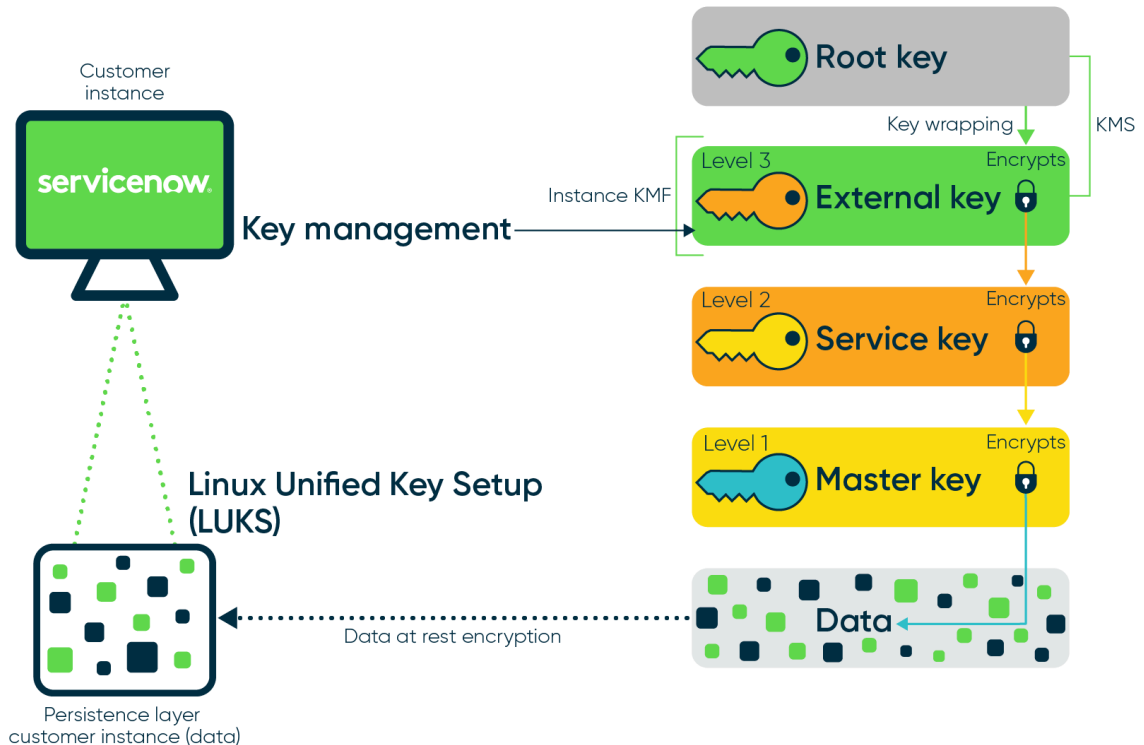 Customer
instance
servicenow.
Key management
Linux Unified Key Setup
(LUKS)
Data at rest encryption
Persistence layer
customer instance (data)
Root key
Key wrapping
KMS
Instance KMF
Level 3
Encrypts
External key
Level 2
Encrypts
Service key
Level 1
Encrypts
Master key
Data